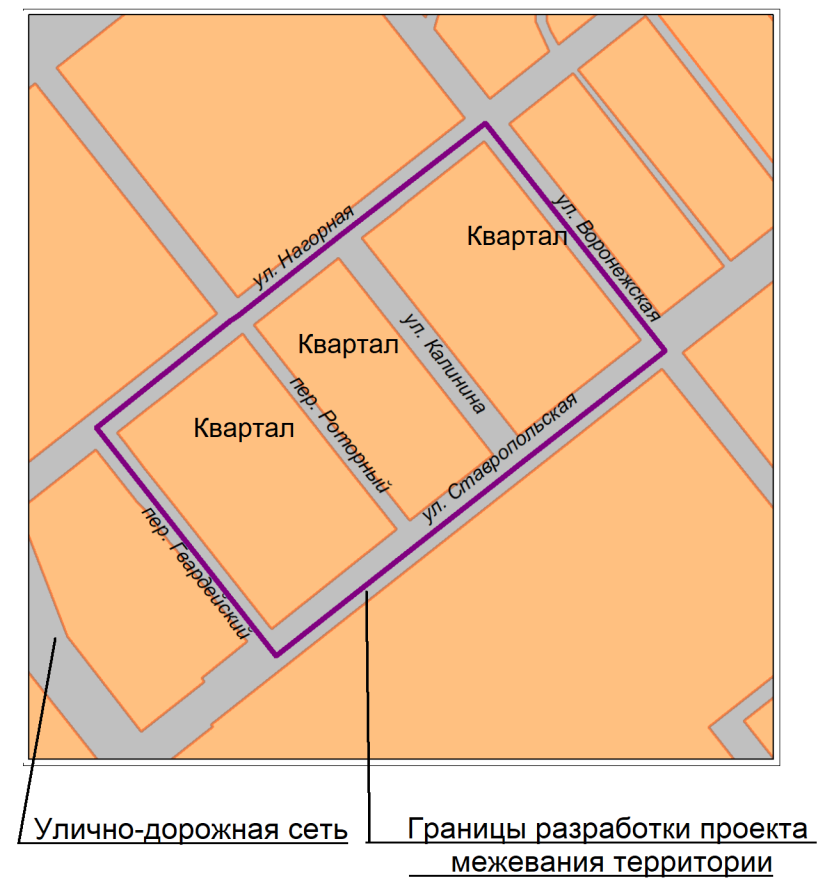 ул. Нагорная
ул. Воронежская
Квартал
ул. Калинина
Квартал
пер. Роторный
Квартал
ул. Ставропольская
пер. Гвардейский
Улично-дорожная сеть
Границы разработки проекта
межевания территории